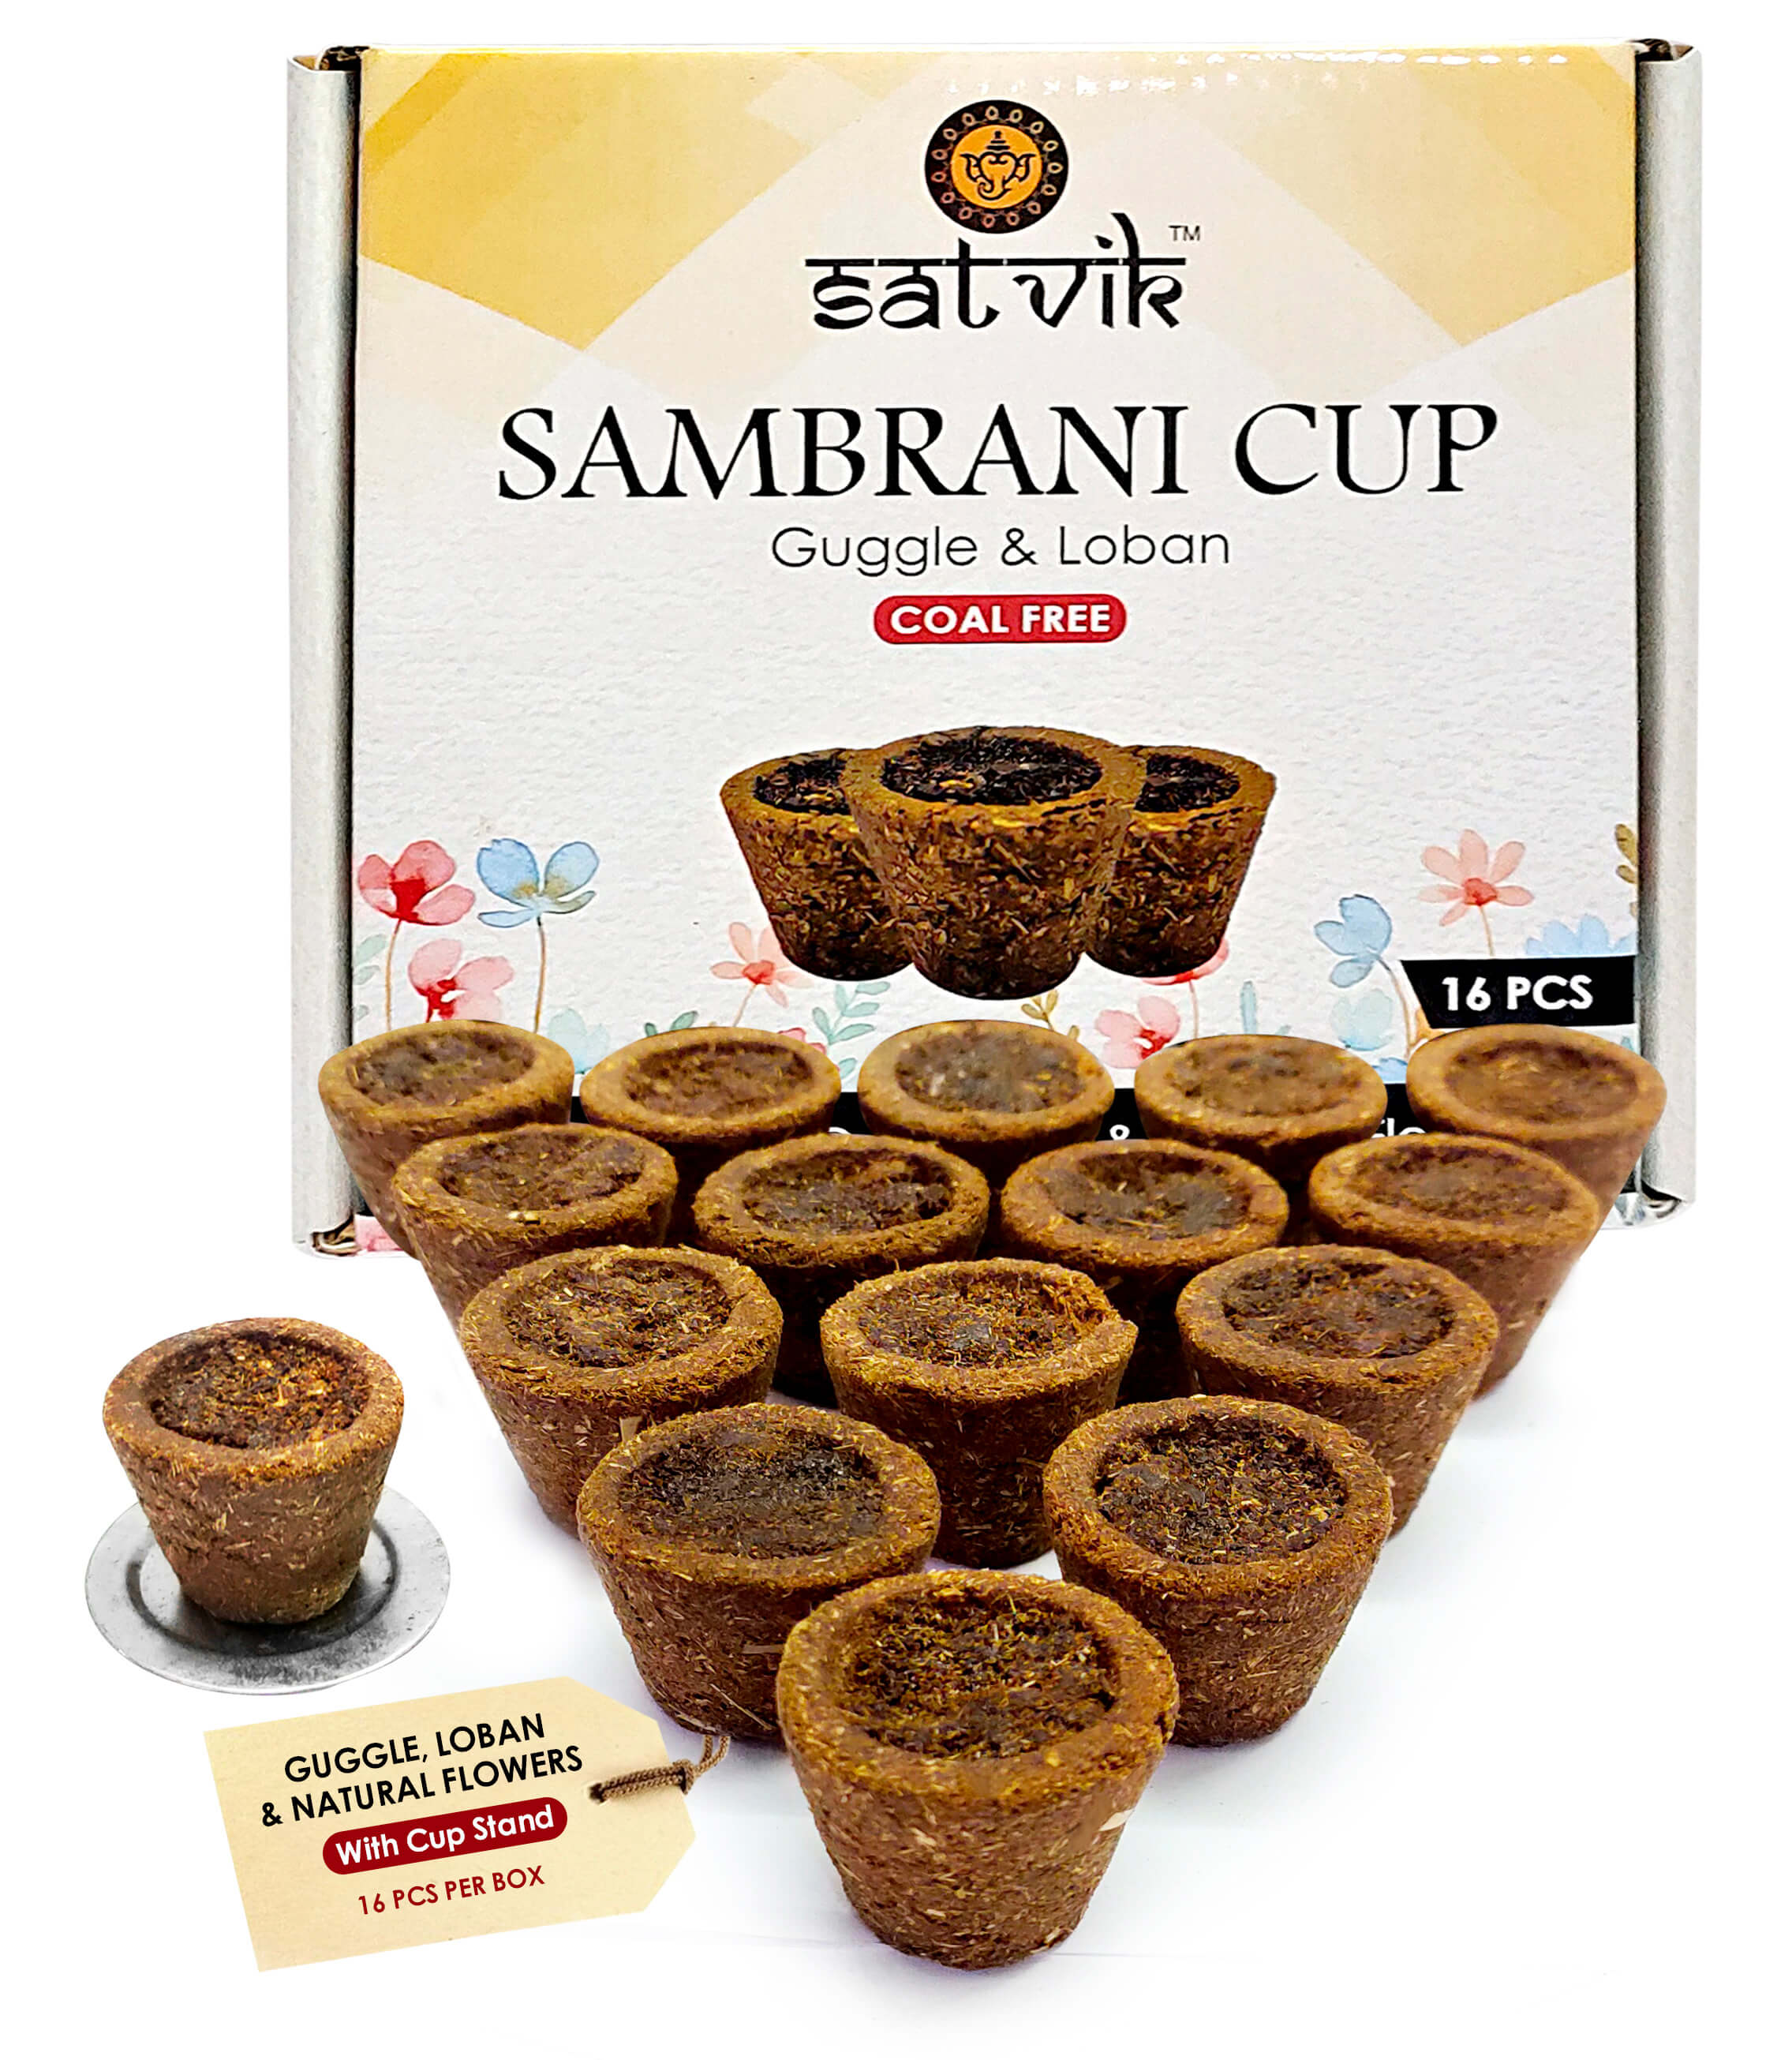 satvik™
SAMBRANI CUP
Guggle & Loban
COAL FREE
16 PCS
&
GUGGLE, LOBAN
& NATURAL FLOWERS
With Cup Stand
16 PCS PER BOX